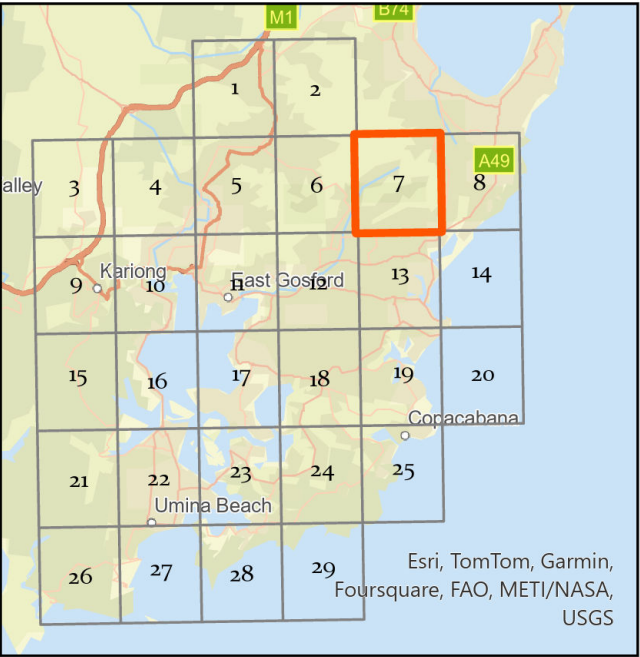 M1
B74
1
2
A49
alley
3
4
5
6
7
8
Kariong
East Gosford
9
10
11
12
13
14
15
16
17
18
19
20
Copacabana
21
22
23
24
25
Umina Beach
26
27
28
29
Esri, TomTom, Garmin,
Foursquare, FAO, METI/NASA,
USGS